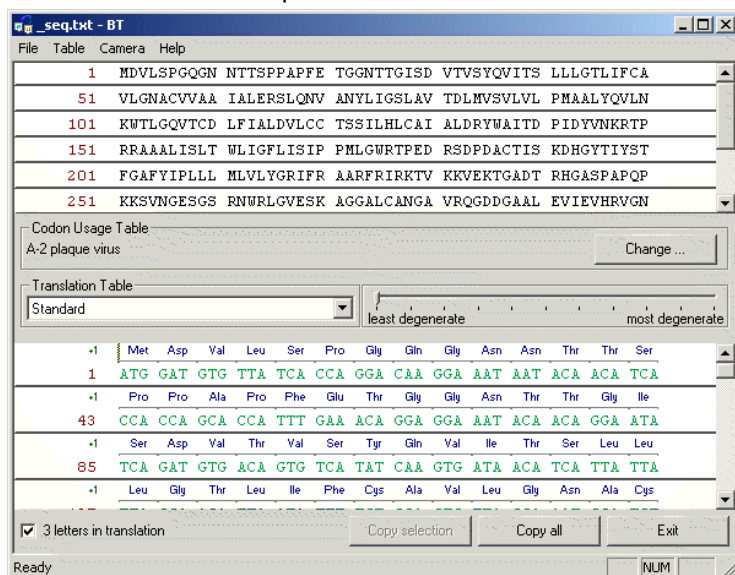 _seq.txt - BT
File Table Camera Help
1 MDVLSPGQGN NTTSPPAPFE TGGNTTGISD VTVSYQVITS LLLGTLIFCA
51 VLGNACVVAA IALERSLQNV ANYLIGSLAV TDLMVSVLVL PMAALYQVLN
101 KWTLGQVTCD LFIALDVLCC TSSILHLCAI ALDRYWAITD PIDYVNKRTP
151 RRAAALISLT WLIGFLISIP PMLGWRTPED RSDPDACTIS KDHGYTIYST
201 FGAFYIPLLL MLVLYGRIFR AARFRIRKTV KKVEKTGADT RHGASPAPQP
251 KKSVNGESGS RNWRLGVESK AGGALCANGA VRQGDDGAAL EVIEVHRVGN
Codon Usage Table
A-2 plaque virus
Change ...
Translation Table
Standard
least degenerate most degenerate
+1 Met Asp Val Leu Ser Pro Gly Gln Gly Asn Asn Thr Thr Ser
1 ATG GAT GTG TTA TCA CCA GGA CAA GGA AAT AAT ACA ACA TCA
+1 Pro Pro Ala Pro Phe Glu Thr Gly Gly Asn Thr Thr Gly Ile
43 CCA CCA GCA CCA TTT GAA ACA GGA GGA AAT ACA ACA GGA ATA
+1 Ser Asp Val Thr Val Ser Tyr Gln Val Ile Thr Ser Leu Leu
85 TCA GAT GTG ACA GTG TCA TAT CAA GTG ATA ACA TCA TTA TTA
+1 Leu Gly Thr Leu Ile Phe Cys Ala Val Leu Gly Asn Ala Cys
3 letters in translation
Copy selection
Copy all
Exit
Ready
NUM